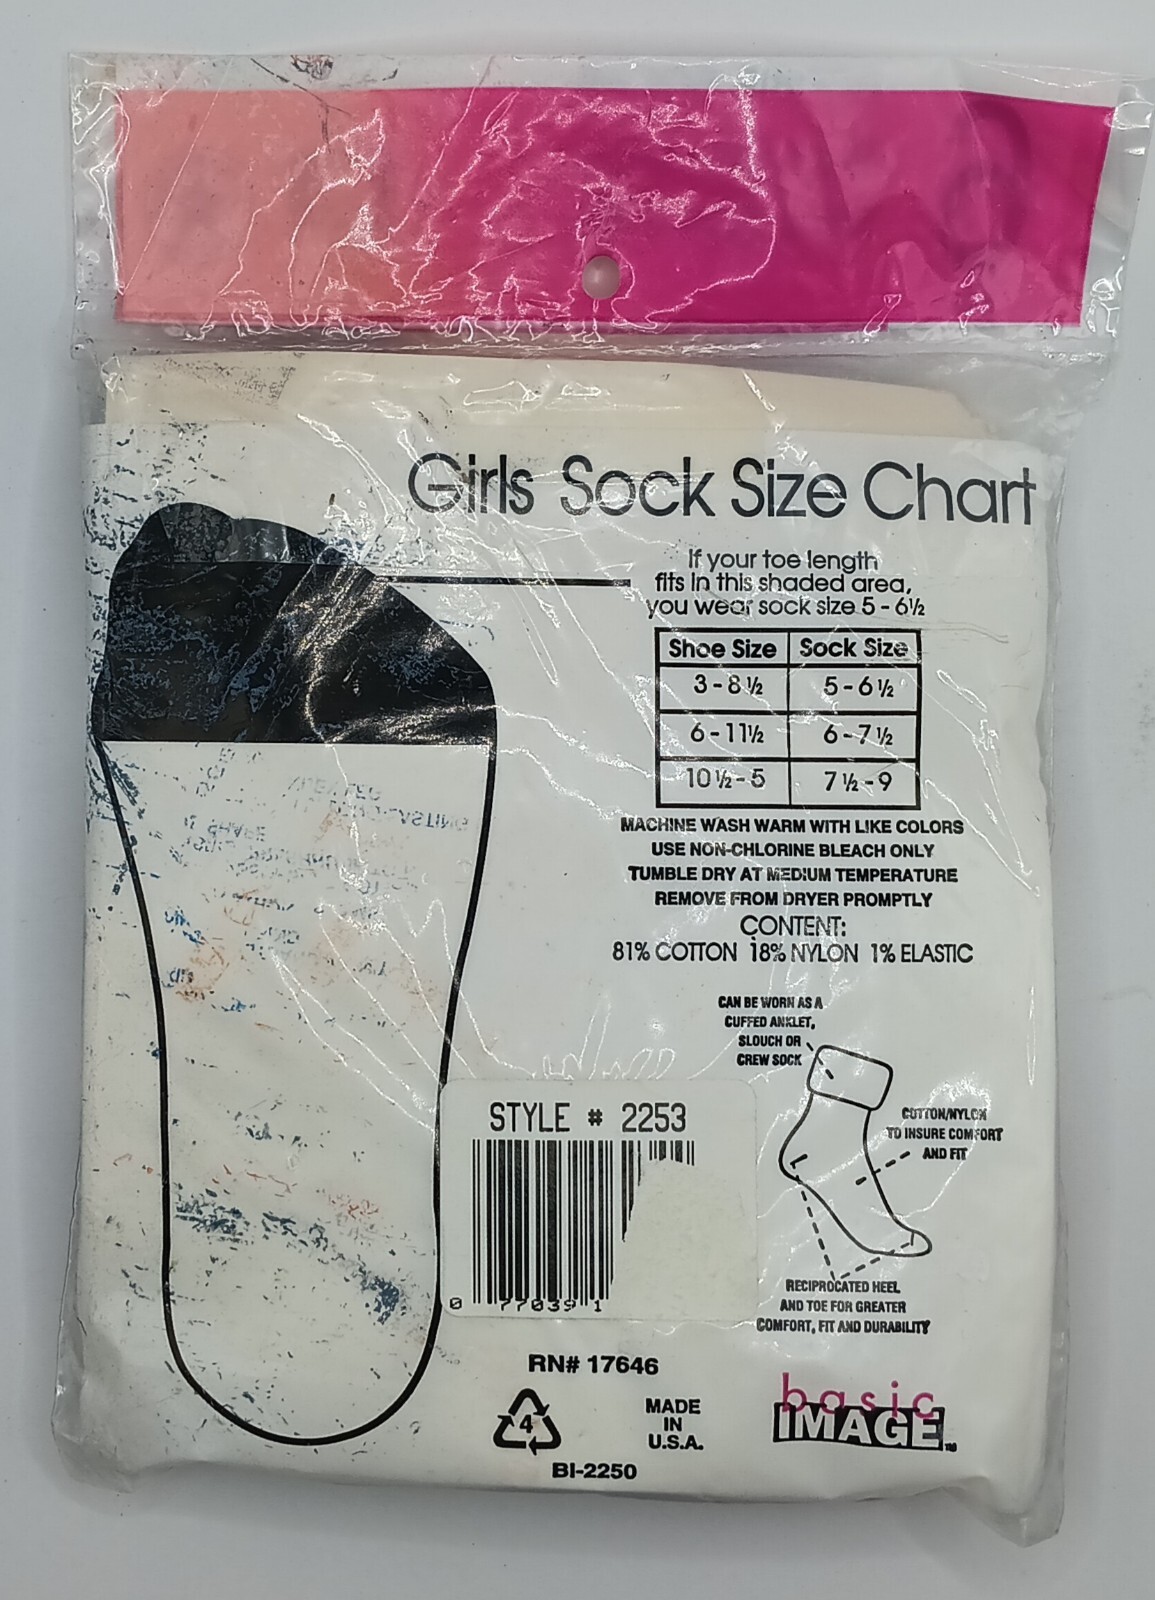 Girls Sock Size Chart
If your toe length
fits in this shaded area,
you wear sock size 5 - 6½
Shoe Size Sock Size
3 - 8½ 5 - 6½
6 - 11½ 6 - 7½
10½ - 5 7½ - 9
MACHINE WASH WARM WITH LIKE COLORS
USE NON-CHLORINE BLEACH ONLY
TUMBLE DRY AT MEDIUM TEMPERATURE
REMOVE FROM DRYER PROMPTLY
CONTENT:
81% COTTON 18% NYLON 1% ELASTIC
CAN BE WORN AS A
CUFFED ANKLET,
SLOUCH OR
CREW SOCK
COTTON/NYLON
TO INSURE COMFORT
AND FIT
RECIPROCATED HEEL
AND TOE FOR GREATER
COMFORT, FIT AND DURABILITY
STYLE # 2253
0 77039 1
RN# 17646
4
MADE
IN
U.S.A.
BI-2250
basic
IMAGE™